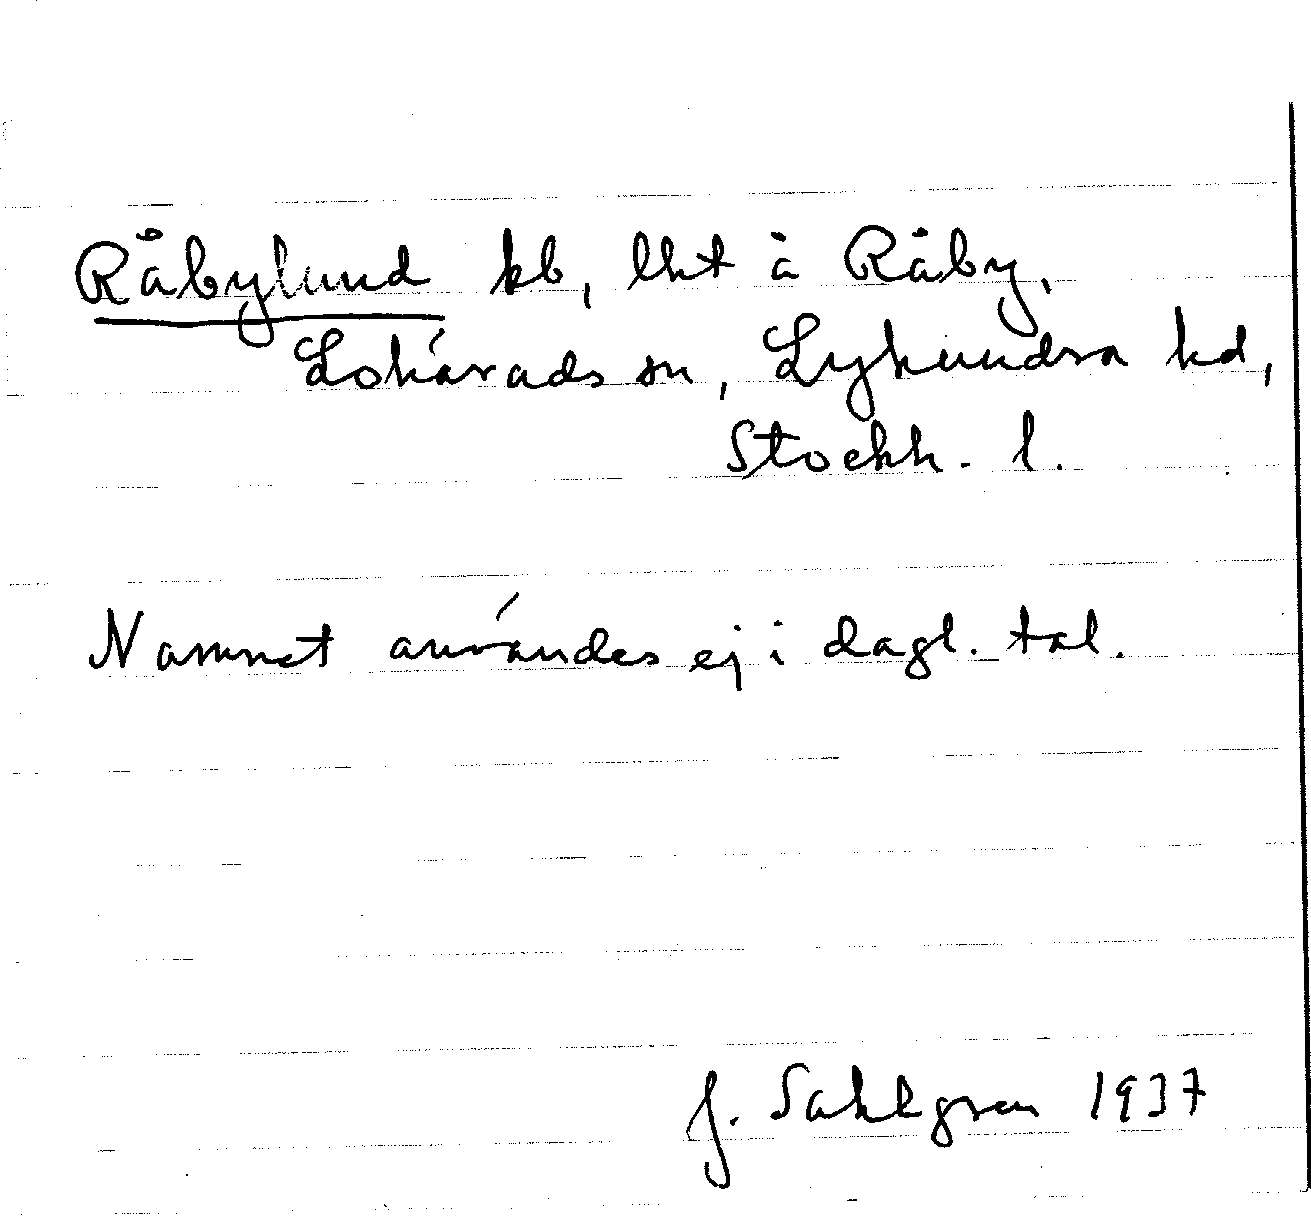 Råbylund kb, lht å Råby,
Lohärads sn, Lyhundra hd,
Stockh. l.
Namnet användes ej i dagl. tal.
J. Sahlgren 1937